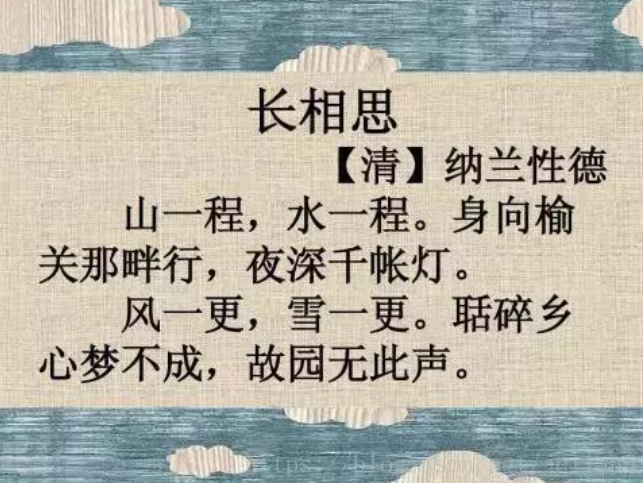 长相思
【清】纳兰性德
山一程，水一程。身向榆
关那畔行，夜深千帐灯。
风一更，雪一更。聒碎乡
心梦不成，故园无此声。